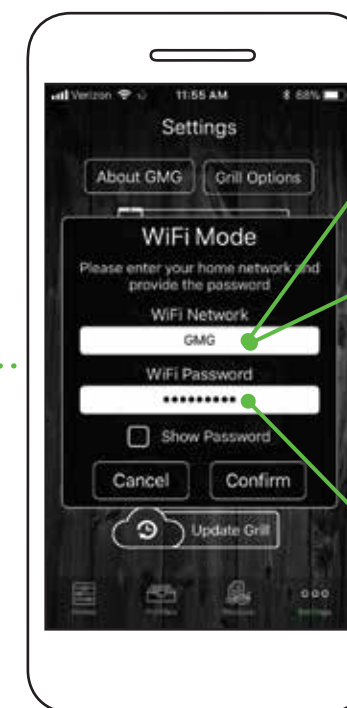 Verizon 11:55 AM 68%
Settings
About GMG Grill Options
WiFi Mode
Please enter your home network and
provide the password
WiFi Network
GMG
WiFi Password
•••••••••
Show Password
Cancel Confirm
Update Grill
Settings